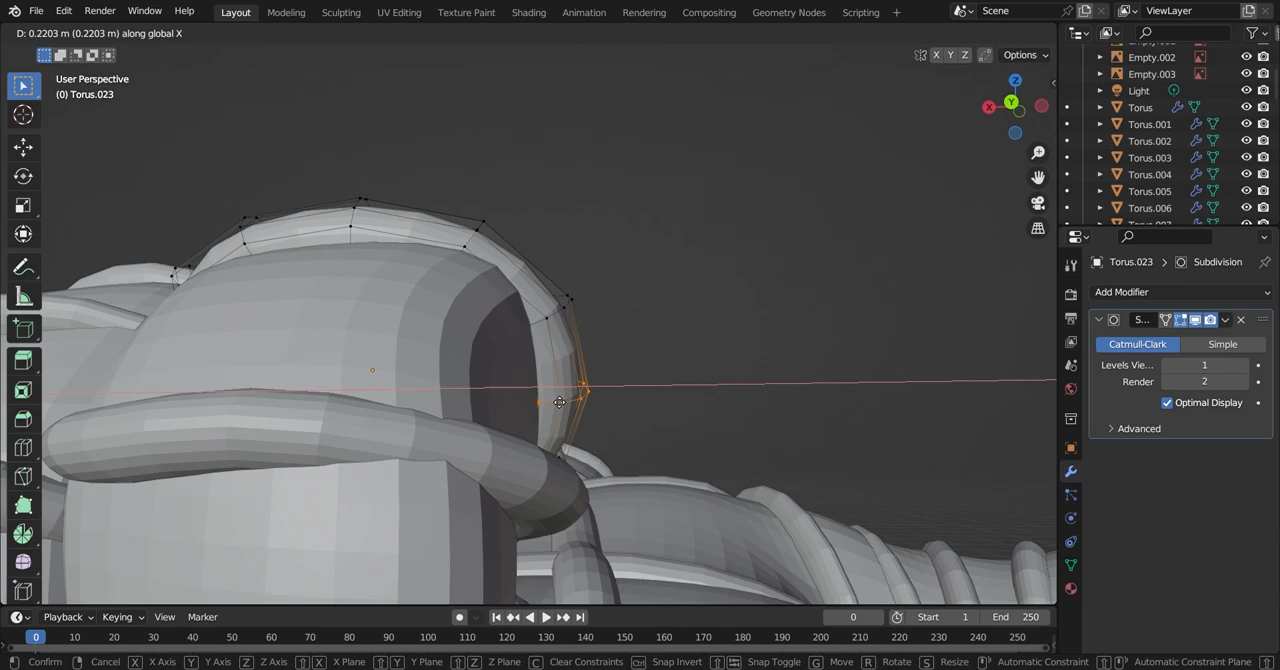 File Edit Render Window Help Layout Modeling Sculpting UV Editing Texture Paint Shading Animation Rendering Compositing Geometry Nodes Scripting + Scene ViewLayer
D: 0.2203 m (0.2203 m) along global X
X Y Z Options
User Perspective
(0) Torus.023
Z
Y
X
Empty.002
Empty.003
Light
Torus
Torus.001
Torus.002
Torus.003
Torus.004
Torus.005
Torus.006
Torus.023 > Subdivision
Add Modifier
S...
Catmull-Clark Simple
Levels Vie... 1
Render 2
Optimal Display
> Advanced
Playback Keying View Marker 0 Start 1 End 250
0 10 20 30 40 50 60 70 80 90 100 110 120 130 140 150 160 170 180 190 200 210 220 230 240 250
Confirm Cancel X X Axis Y Y Axis Z Z Axis X X Plane Y Y Plane Z Z Plane C Clear Constraints Ctrl Snap Invert Snap Toggle G Move R Rotate S Resize Automatic Constraint Automatic Constraint Plane